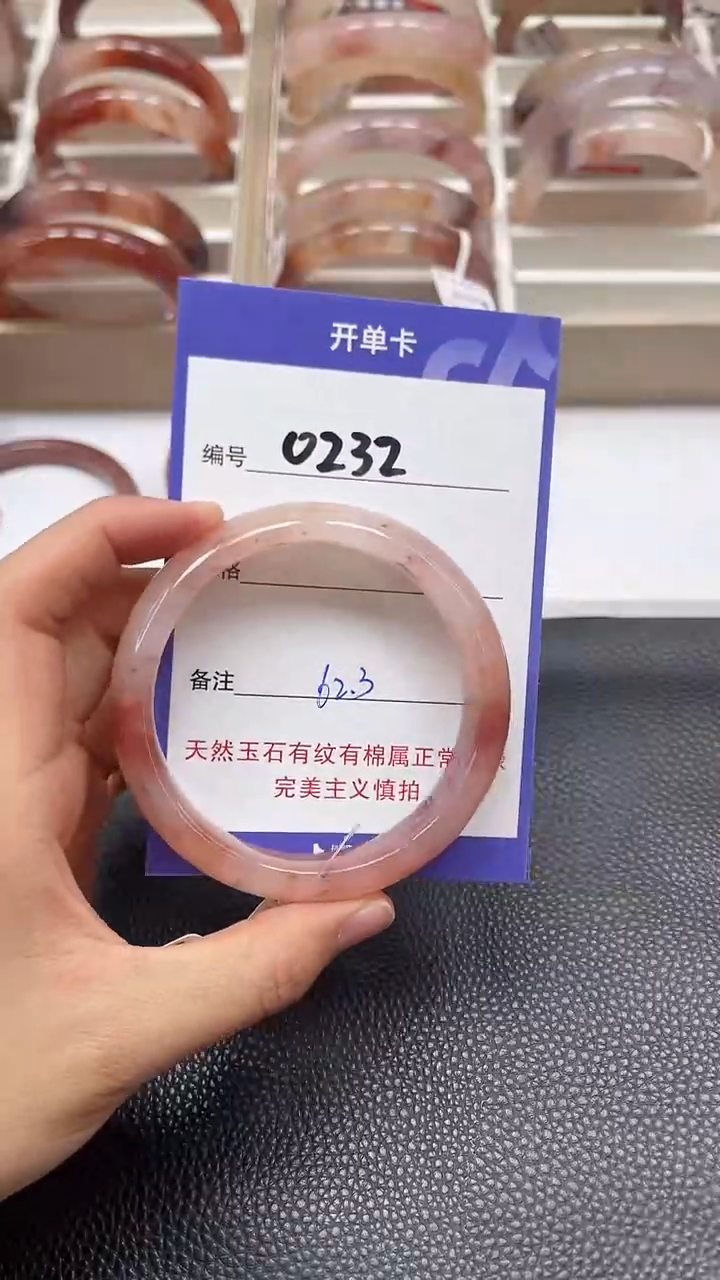 开单卡
编号 0232
格
备注 62.3
天然玉石有纹有棉属正常
完美主义慎拍